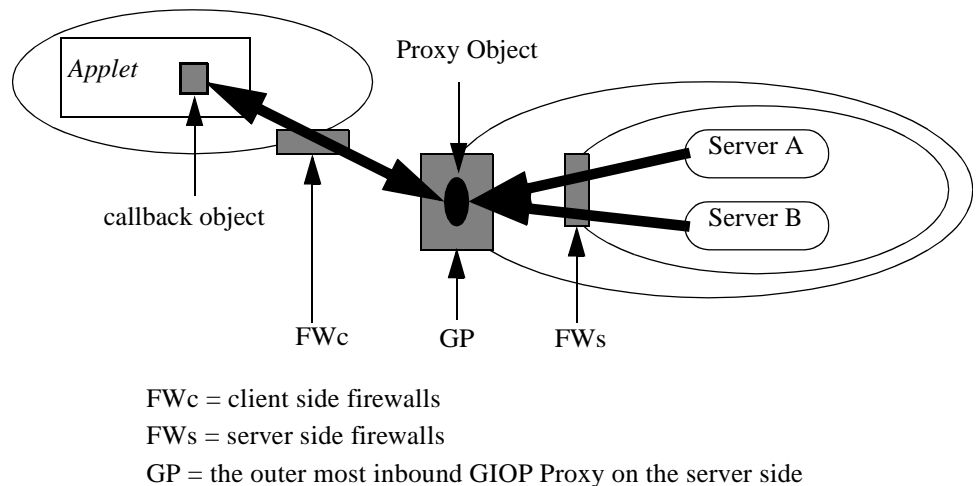 Proxy Object
Applet
Server A
callback object
Server B
FWc
GP
FWs
FWc = client side firewalls
FWs = server side firewalls
GP = the outer most inbound GIOP Proxy on the server side